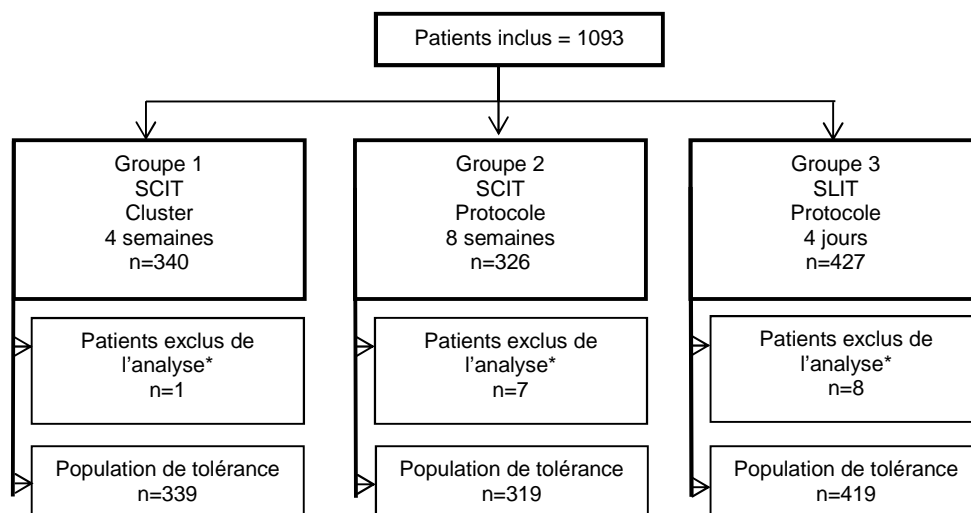 Patients inclus = 1093
Groupe 1
SCIT
Cluster
4 semaines
n=340
Groupe 2
SCIT
Protocole
8 semaines
n=326
Groupe 3
SLIT
Protocole
4 jours
n=427
Patients exclus de
l'analyse*
n=1
Patients exclus de
l'analyse*
n=7
Patients exclus de
l'analyse*
n=8
Population de tolérance
n=339
Population de tolérance
n=319
Population de tolérance
n=419